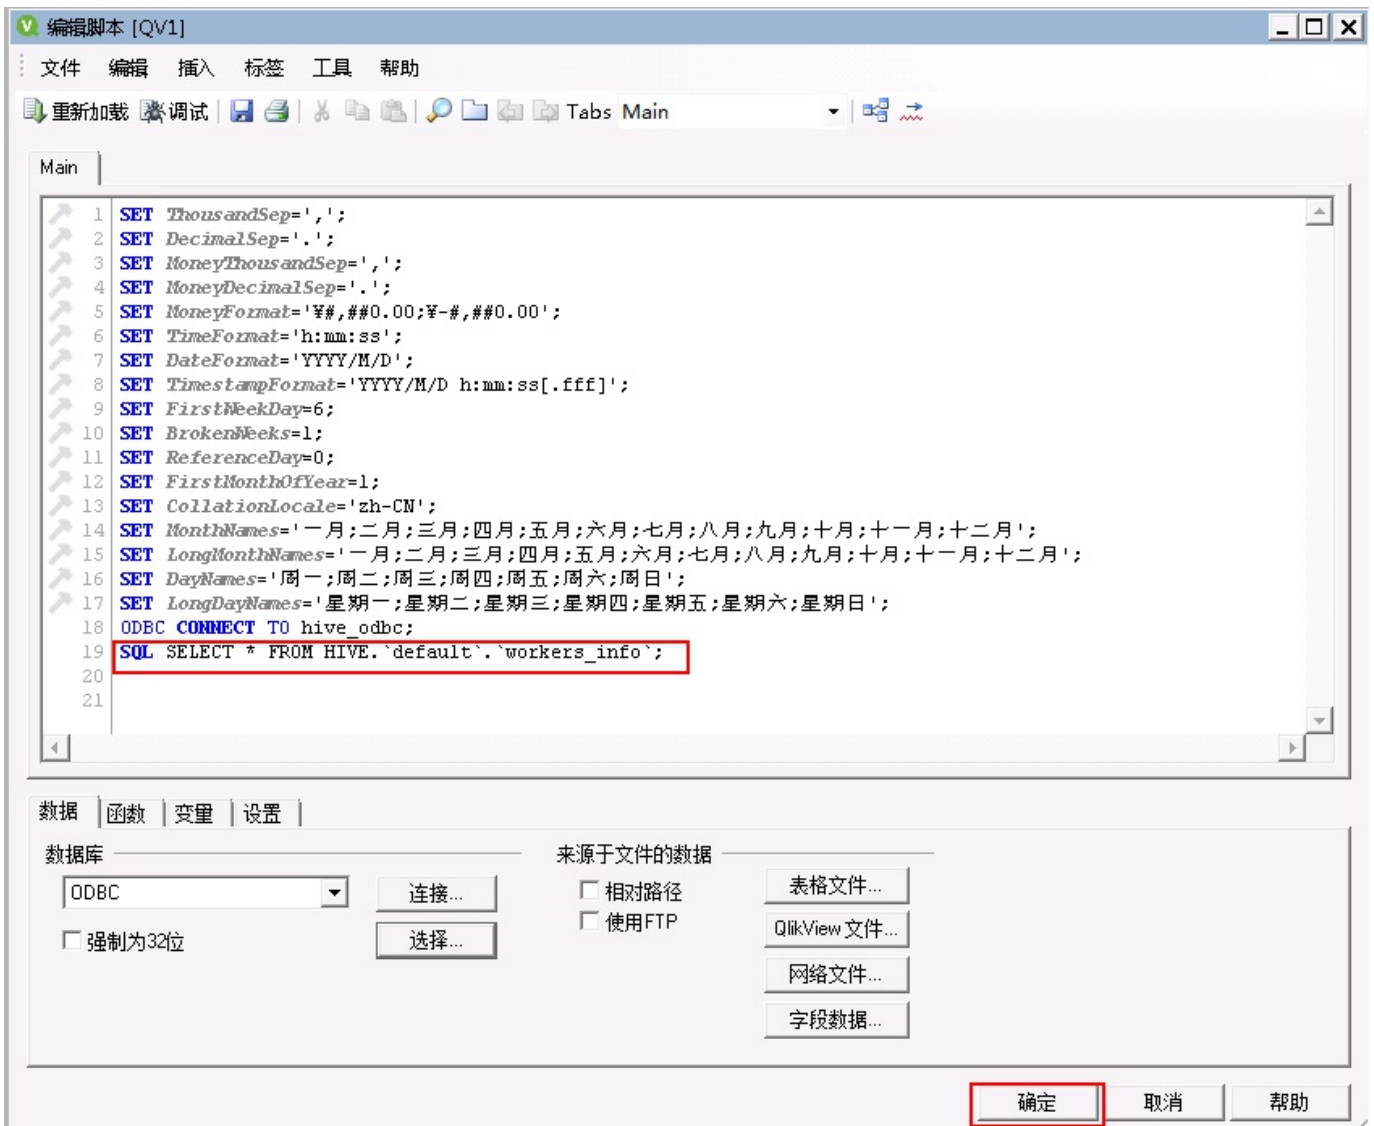 编辑脚本 [QV1]
文件 编辑 插入 标签 工具 帮助
重新加载 调试 Tabs Main
Main
1 SET ThousandSep=',';
2 SET DecimalSep='.';
3 SET MoneyThousandSep=',';
4 SET MoneyDecimalSep='.';
5 SET MoneyFormat='¥#,##0.00;¥-#,##0.00';
6 SET TimeFormat='h:mm:ss';
7 SET DateFormat='YYYY/M/D';
8 SET TimestampFormat='YYYY/M/D h:mm:ss[.fff]';
9 SET FirstWeekDay=6;
10 SET BrokenWeeks=1;
11 SET ReferenceDay=0;
12 SET FirstMonthOfYear=1;
13 SET CollationLocale='zh-CN';
14 SET MonthNames='一月;二月;三月;四月;五月;六月;七月;八月;九月;十月;十一月;十二月';
15 SET LongMonthNames='一月;二月;三月;四月;五月;六月;七月;八月;九月;十月;十一月;十二月';
16 SET DayNames='周一;周二;周三;周四;周五;周六;周日';
17 SET LongDayNames='星期一;星期二;星期三;星期四;星期五;星期六;星期日';
18 ODBC CONNECT TO hive_odbc;
19 SQL SELECT * FROM HIVE.`default`.`workers_info`;
20
21
数据 函数 变量 设置
数据库
ODBC
连接...
强制为32位
选择...
来源于文件的数据
相对路径
使用FTP
表格文件...
QlikView 文件...
网络文件...
字段数据...
确定 取消 帮助